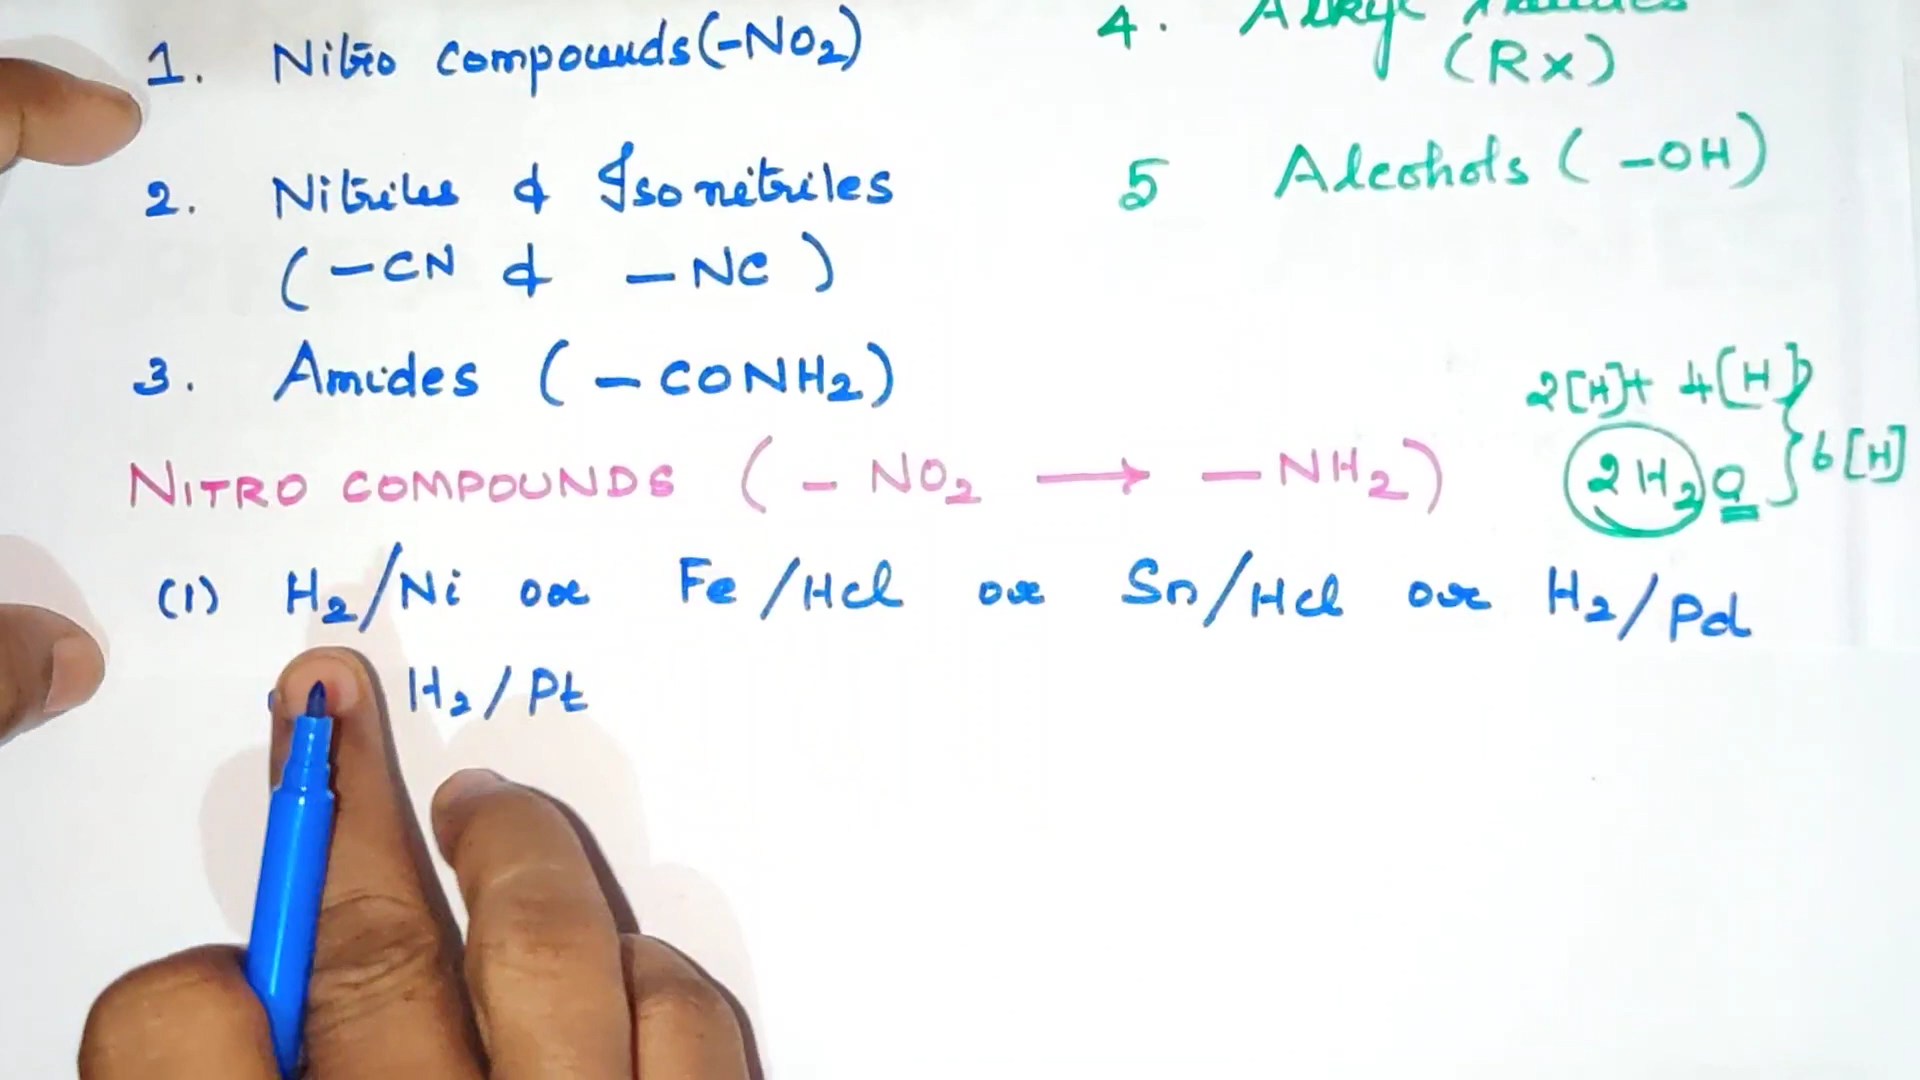 1. Nitro compounds (-NO2)
2. Nitriles & Isonitriles
(-CN & -NC)
3. Amides (-CONH2)
4. Alkyl
(RX)
5 Alcohols (-OH)
2[H]+ 4[H]
2H2O } 6[H]
NITRO COMPOUNDS (-NO2 → -NH2)
(1) H2/Ni or Fe/HCl or Sn/HCl or H2/Pd
H2/Pt